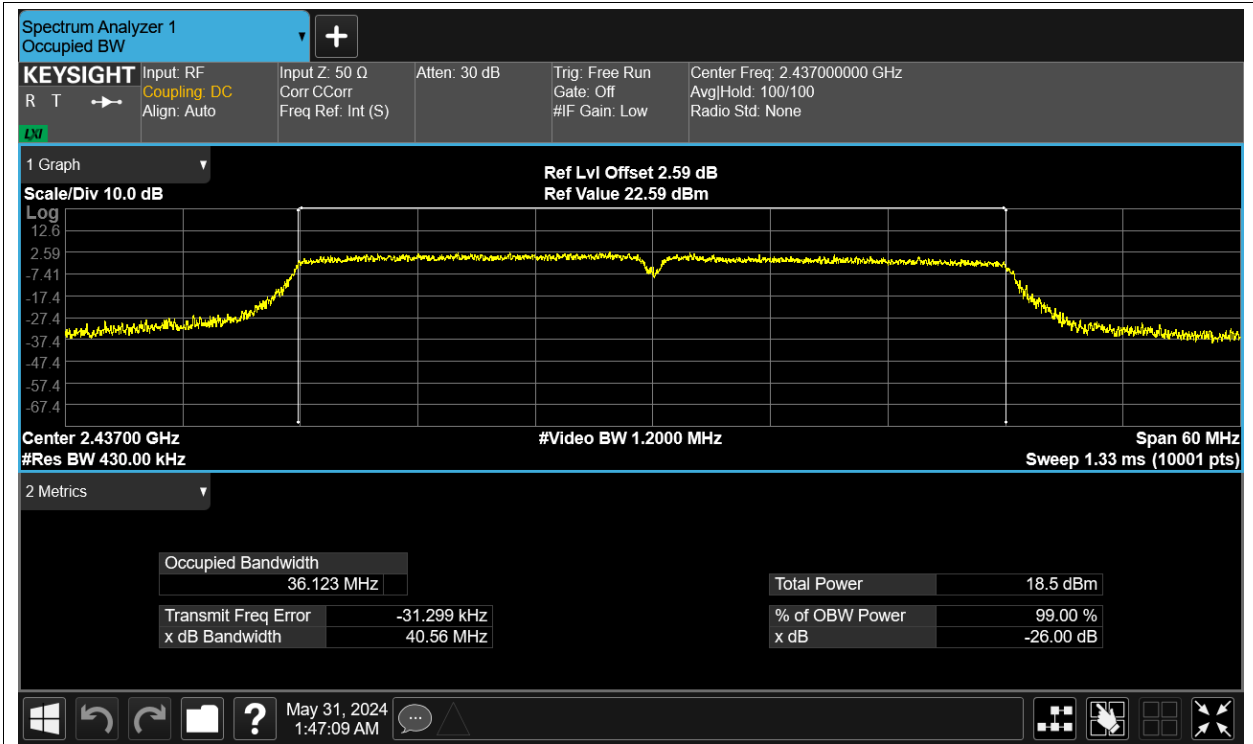 Spectrum Analyzer 1
Occupied BW
KEYSIGHT
R T
LXI
Input: RF
Coupling: DC
Align: Auto
Input Z: 50 Ω
Corr CCorr
Freq Ref: Int (S)
Atten: 30 dB
Trig: Free Run
Gate: Off
#IF Gain: Low
Center Freq: 2.437000000 GHz
Avg|Hold: 100/100
Radio Std: None
1 Graph
Scale/Div 10.0 dB
Ref Lvl Offset 2.59 dB
Ref Value 22.59 dBm
Log
12.6
2.59
-7.41
-17.4
-27.4
-37.4
-47.4
-57.4
-67.4
Center 2.43700 GHz
#Video BW 1.2000 MHz
Span 60 MHz
#Res BW 430.00 kHz
Sweep 1.33 ms (10001 pts)
2 Metrics
Occupied Bandwidth
36.123 MHz
Transmit Freq Error -31.299 kHz
x dB Bandwidth 40.56 MHz
Total Power 18.5 dBm
% of OBW Power 99.00 %
x dB -26.00 dB
?
May 31, 2024
1:47:09 AM